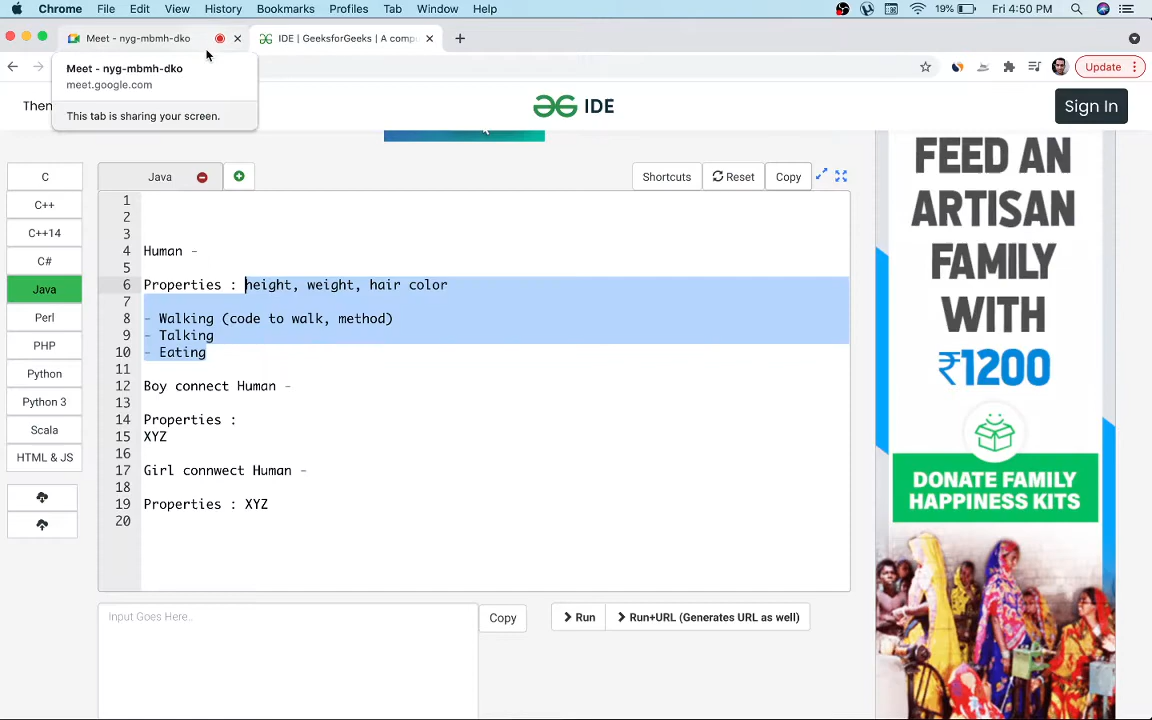 Chrome File Edit View History Bookmarks Profiles Tab Window Help 19% Fri 4:50 PM
Meet - nyg-mbmh-dko
IDE | GeeksforGeeks | A compu
Meet - nyg-mbmh-dko
meet.google.com
This tab is sharing your screen.
Update
Them
IDE
Sign In
C
C++
C++14
C#
Java
Perl
PHP
Python
Python 3
Scala
HTML & JS
Java
Shortcuts
Reset
Copy
1
2
3
4 Human -
5
6 Properties : height, weight, hair color
7
8 - Walking (code to walk, method)
9 - Talking
10 - Eating
11
12 Boy connect Human -
13
14 Properties :
15 XYZ
16
17 Girl connwect Human -
18
19 Properties : XYZ
20
Input Goes Here..
Copy
Run
Run+URL (Generates URL as well)
FEED AN
ARTISAN
FAMILY
WITH
₹1200
DONATE FAMILY
HAPPINESS KITS